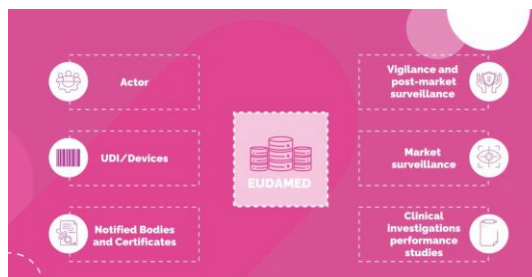 Actor
UDI/Devices
Notified Bodies
and Certificates
EUDAMED
Vigilance and
post-market
surveillance
Market
surveillance
Clinical
investigations
performance
studies